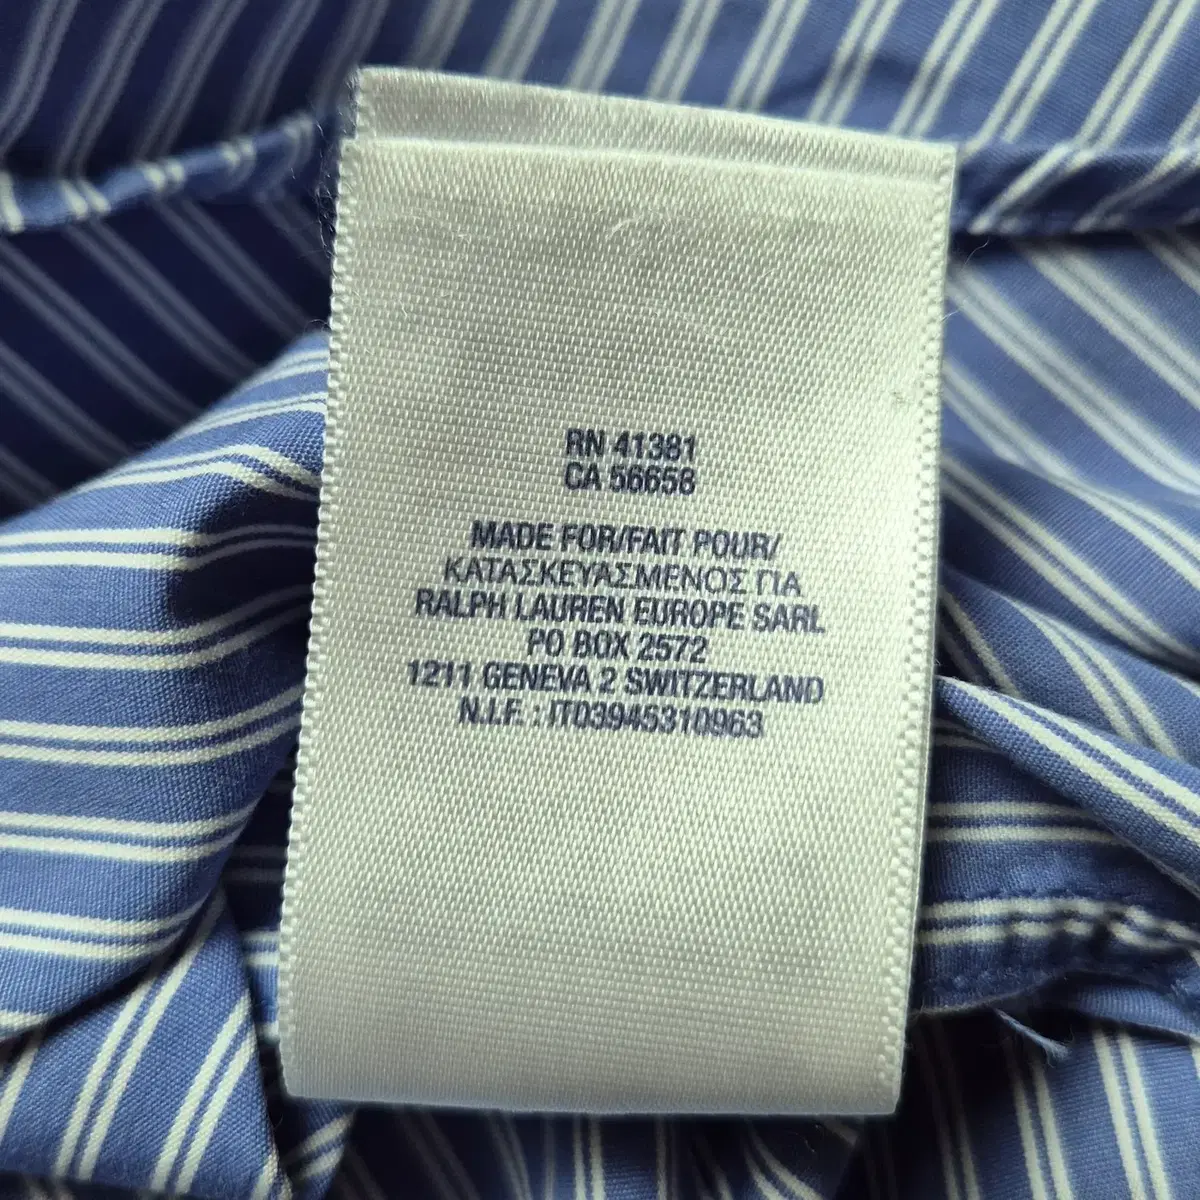 RN 41381
CA 56658
MADE FOR/FAIT POUR/
ΚΑΤΑΣΚΕΥΑΣΜΕΝΟΣ ΓΙΑ
RALPH LAUREN EUROPE SARL
PO BOX 2572
1211 GENEVA 2 SWITZERLAND
N.I.F. : IT03945310963